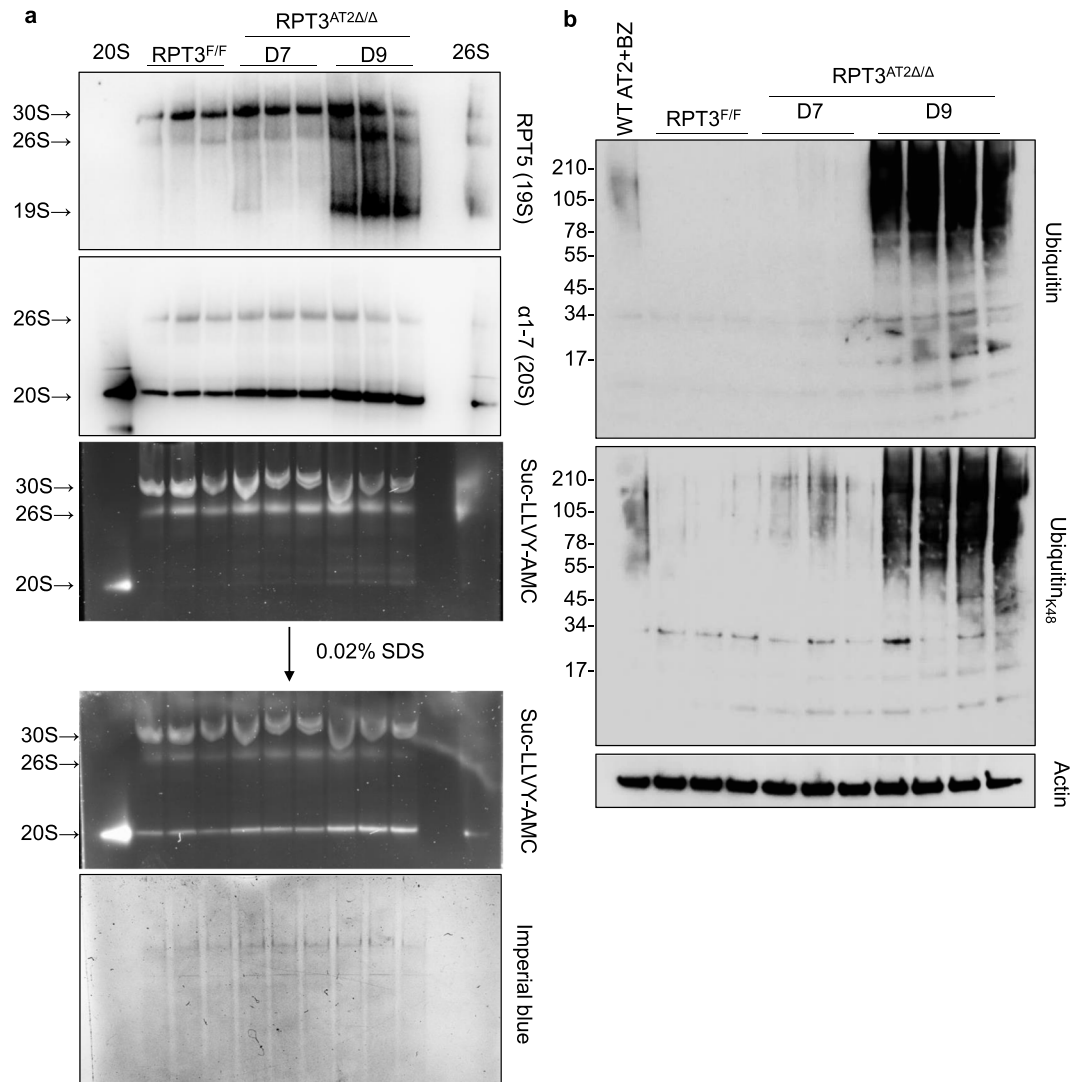 a
RPT3AT2Δ/Δ
20S
RPT3F/F
D7
D9
26S
30S→
26S→
19S→
RPT5 (19S)
26S→
20S→
α1-7 (20S)
30S→
26S→
20S→
Suc-LLVY-AMC
0.02% SDS
30S→
26S→
20S→
Suc-LLVY-AMC
Imperial blue
b
WT AT2+BZ
RPT3F/F
RPT3AT2Δ/Δ
D7
D9
210-
105-
78-
55-
45-
34-
17-
Ubiquitin
210-
105-
78-
55-
45-
34-
17-
UbiquitinK48
Actin